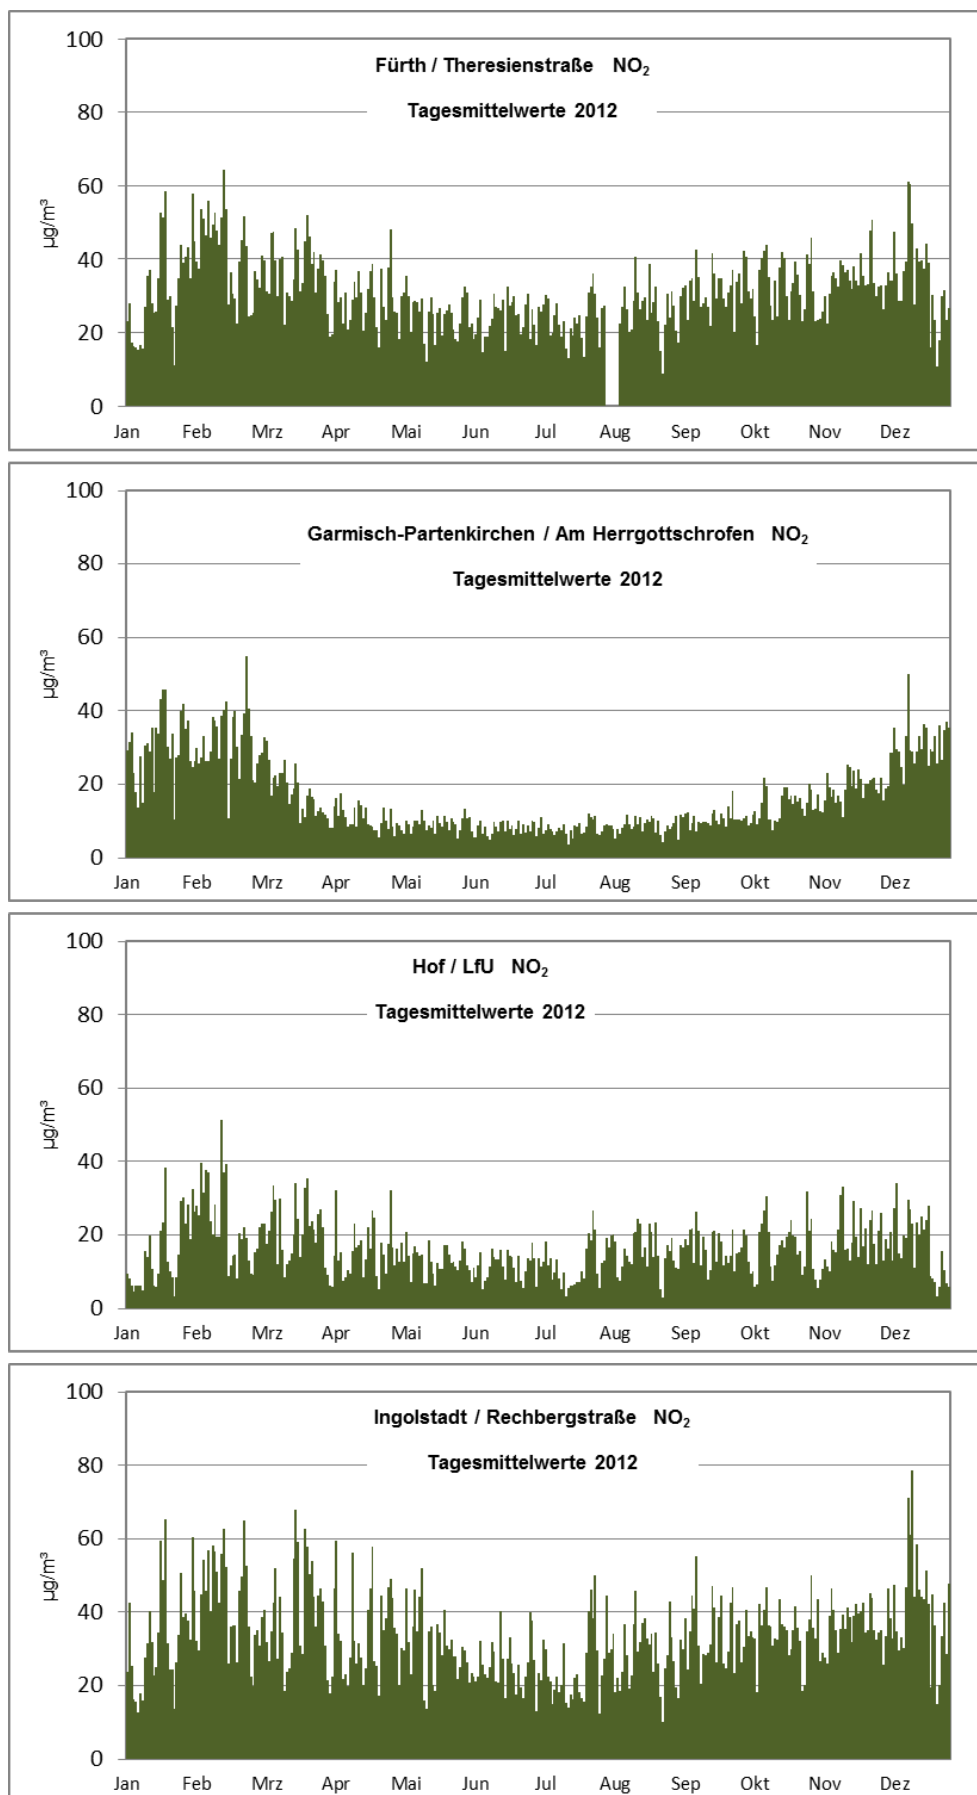 Fürth / Theresienstraße NO₂
Tagesmittelwerte 2012
µg/m³
100
80
60
40
20
0
Jan Feb Mrz Apr Mai Jun Jul Aug Sep Okt Nov Dez
Garmisch-Partenkirchen / Am Herrgottschrofen NO₂
Tagesmittelwerte 2012
µg/m³
100
80
60
40
20
0
Jan Feb Mrz Apr Mai Jun Jul Aug Sep Okt Nov Dez
Hof / LfU NO₂
Tagesmittelwerte 2012
µg/m³
100
80
60
40
20
0
Jan Feb Mrz Apr Mai Jun Jul Aug Sep Okt Nov Dez
Ingolstadt / Rechbergstraße NO₂
Tagesmittelwerte 2012
µg/m³
100
80
60
40
20
0
Jan Feb Mrz Apr Mai Jun Jul Aug Sep Okt Nov Dez